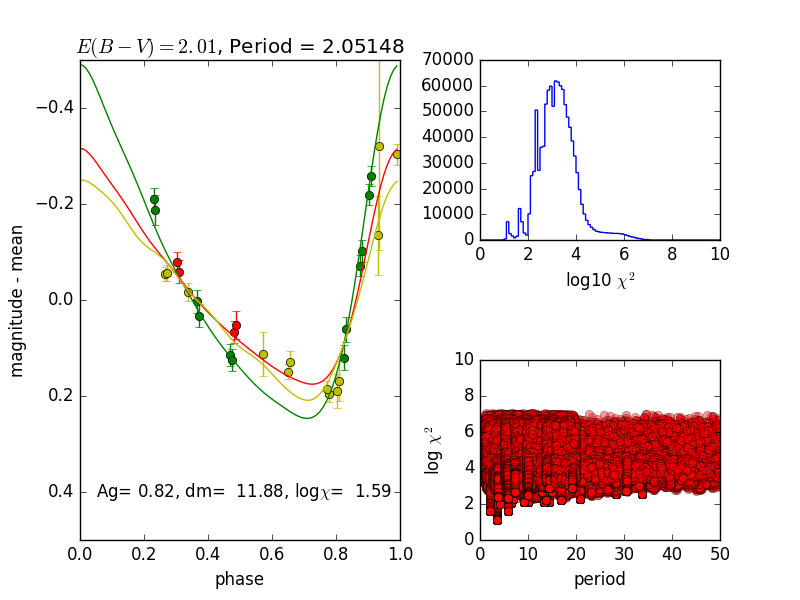 E(B − V) = 2.01, Period = 2.05148
−0.4
−0.2
0.0
0.2
0.4
magnitude - mean
0.0 0.2 0.4 0.6 0.8 1.0
phase
Ag= 0.82, dm= 11.88, logχ= 1.59
70000
60000
50000
40000
30000
20000
10000
0
0 2 4 6 8 10
log10 χ²
10
8
6
4
2
0
log χ²
0 10 20 30 40 50
period